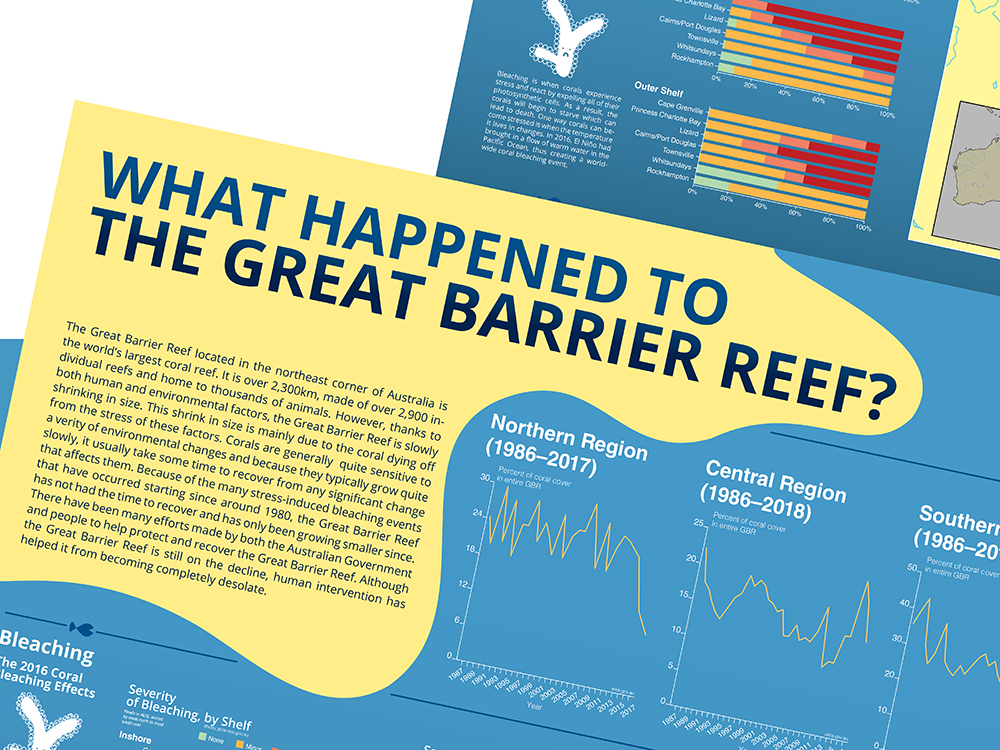 s Charlotte Bay
Lizard
Cairns/Port Douglas
Townsville
Whitsundays
Rockhampton
0%
20%
40%
60%
80%
100%
100%
Bleaching is when corals experience
stress and react by expelling all of their
photosynthetic cells. As a result, the
corals will begin to starve which can
lead to death. One way corals can be-
come stressed is when the temperature
it lives in changes. In 2016, El Niño had
brought in a flow of warm water in the
Pacific Ocean, thus creating a world-
wide coral bleaching event.
Outer Shelf
Cape Grenville
Princess Charlotte Bay
Lizard
Cairns/Port Douglas
Townsville
Whitsundays
Rockhampton
0%
20%
40%
60%
80%
100%
WHAT HAPPENED TO
THE GREAT BARRIER REEF?
The Great Barrier Reef located in the northeast corner of Australia is
the world's largest coral reef. It is over 2,300km, made of over 2,900 in-
dividual reefs and home to thousands of animals. However, thanks to
both human and environmental factors, the Great Barrier Reef is slowly
shrinking in size. This shrink in size is mainly due to the coral dying off
from the stress of these factors. Corals are generally quite sensitive to
a verity of environmental changes and because they typically grow quite
slowly, it usually take some time to recover from any significant change
that affects them. Because of the many stress-induced bleaching events
that have occurred starting since around 1980, the Great Barrier Reef
has not had the time to recover and has only been growing smaller since.
There have been many efforts made by both the Australian Government
and people to help protect and recover the Great Barrier Reef. Although
the Great Barrier Reef is still on the decline, human intervention has
helped it from becoming completely desolate.
Northern Region
(1986–2017)
Percent of coral cover
in entire GBR
30
24
18
12
6
0
1987
1989
1991
1993
1995
1997
1999
2001
2003
2005
2007
2009
2011
2013
2015
2017
Year
Central Region
(1986–2018)
Percent of coral cover
in entire GBR
25
20
15
10
5
0
1987
1989
1991
1993
1995
1997
1999
2001
2003
2005
2007
2009
Southern
(1986–20
Percent of coral cove
in entire GBR
50
40
30
20
10
Bleaching
The 2016 Coral
Bleaching Effects
Severity
of Bleaching, by Shelf
Inshore
None
Minor